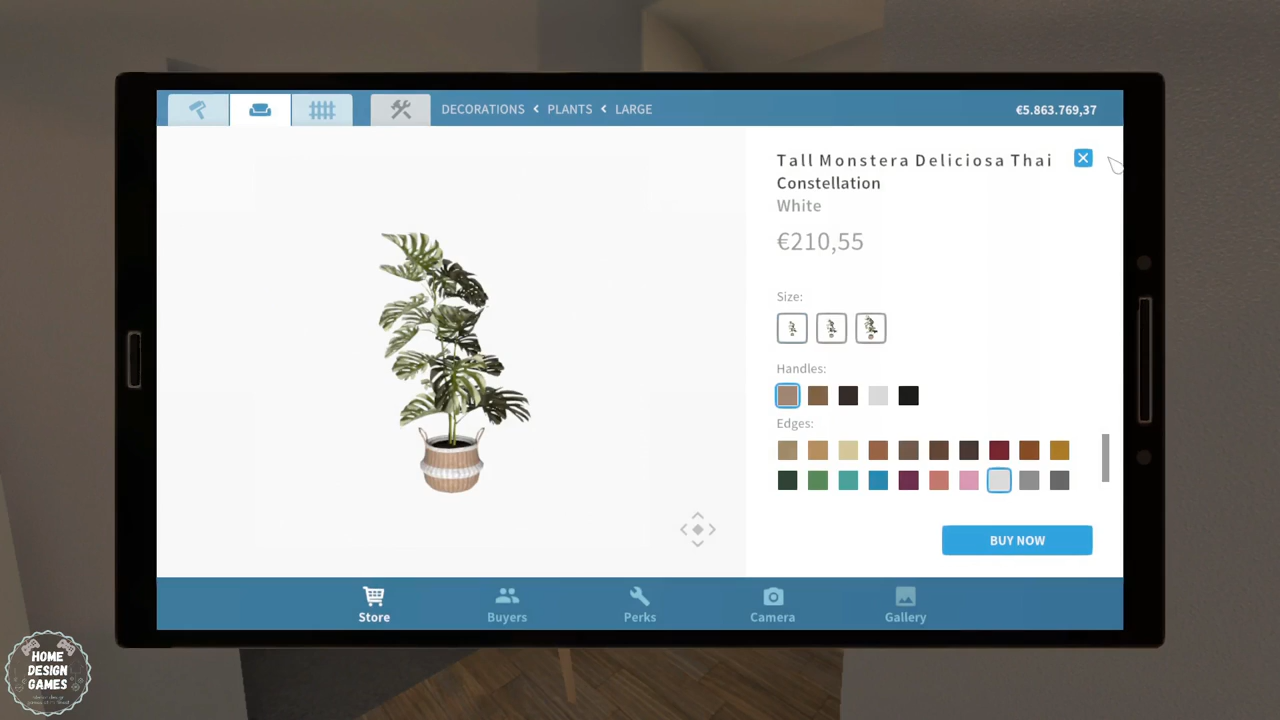 DECORATIONS < PLANTS < LARGE
€5.863.769,37
Tall Monstera Deliciosa Thai
Constellation
White
€210,55
Size:
Handles:
Edges:
BUY NOW
Store
Buyers
Perks
Camera
Gallery
HOME
DESIGN
GAMES